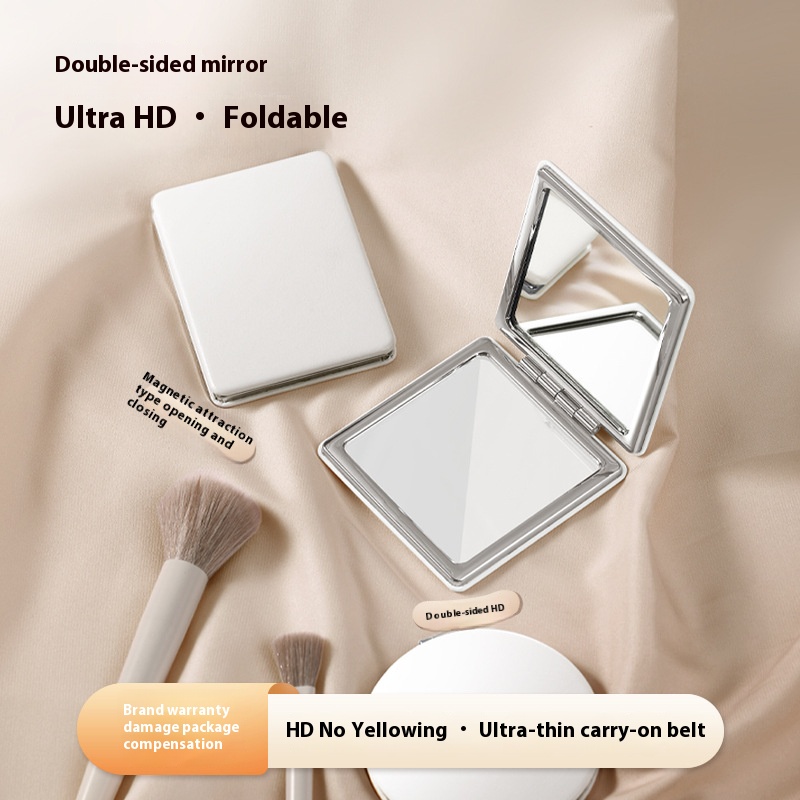 Double-sided mirror
Ultra HD • Foldable
Magnetic attraction
type opening and
closing
Double-sided HD
Brand warranty
damage package
compensation
HD No Yellowing • Ultra-thin carry-on belt